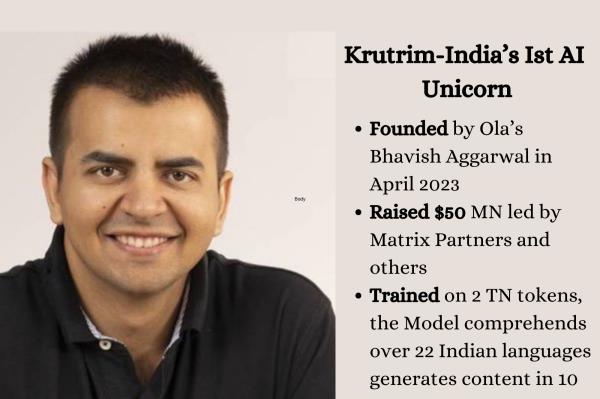 Krutrim-India's Ist AI
Unicorn
• Founded by Ola's
Bhavish Aggarwal in
April 2023
• Raised $50 MN led by
Matrix Partners and
others
• Trained on 2 TN tokens,
the Model comprehends
over 22 Indian languages
generates content in 10
Body